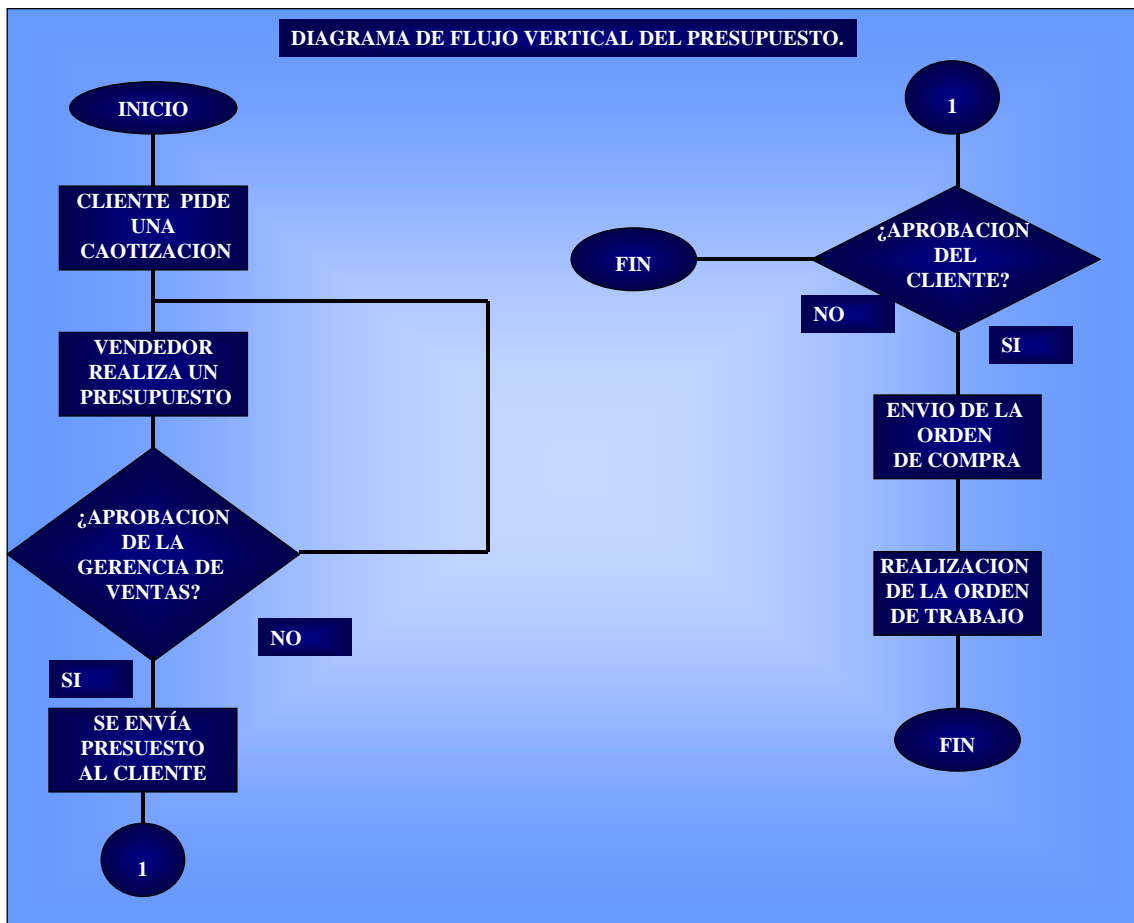 DIAGRAMA DE FLUJO VERTICAL DEL PRESUPUESTO.
INICIO
CLIENTE PIDE
UNA
CAOTIZACION
VENDEDOR
REALIZA UN
PRESUPUESTO
¿APROBACION
DE LA
GERENCIA DE
VENTAS?
NO
SI
SE ENVÍA
PRESUESTO
AL CLIENTE
1
1
¿APROBACION
DEL
CLIENTE?
FIN
NO
SI
ENVIO DE LA
ORDEN
DE COMPRA
REALIZACION
DE LA ORDEN
DE TRABAJO
FIN